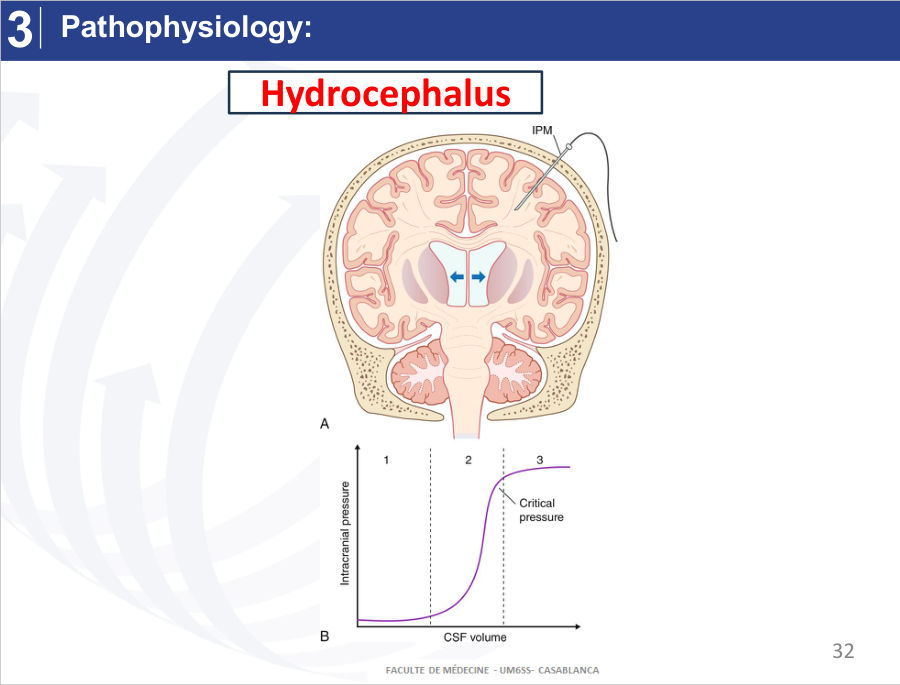 3 Pathophysiology:
Hydrocephalus
IPM
A
1 2 3
Critical
pressure
Intracranial pressure
B
CSF volume
32
FACULTE DE MÉDECINE - UM6SS- CASABLANCA